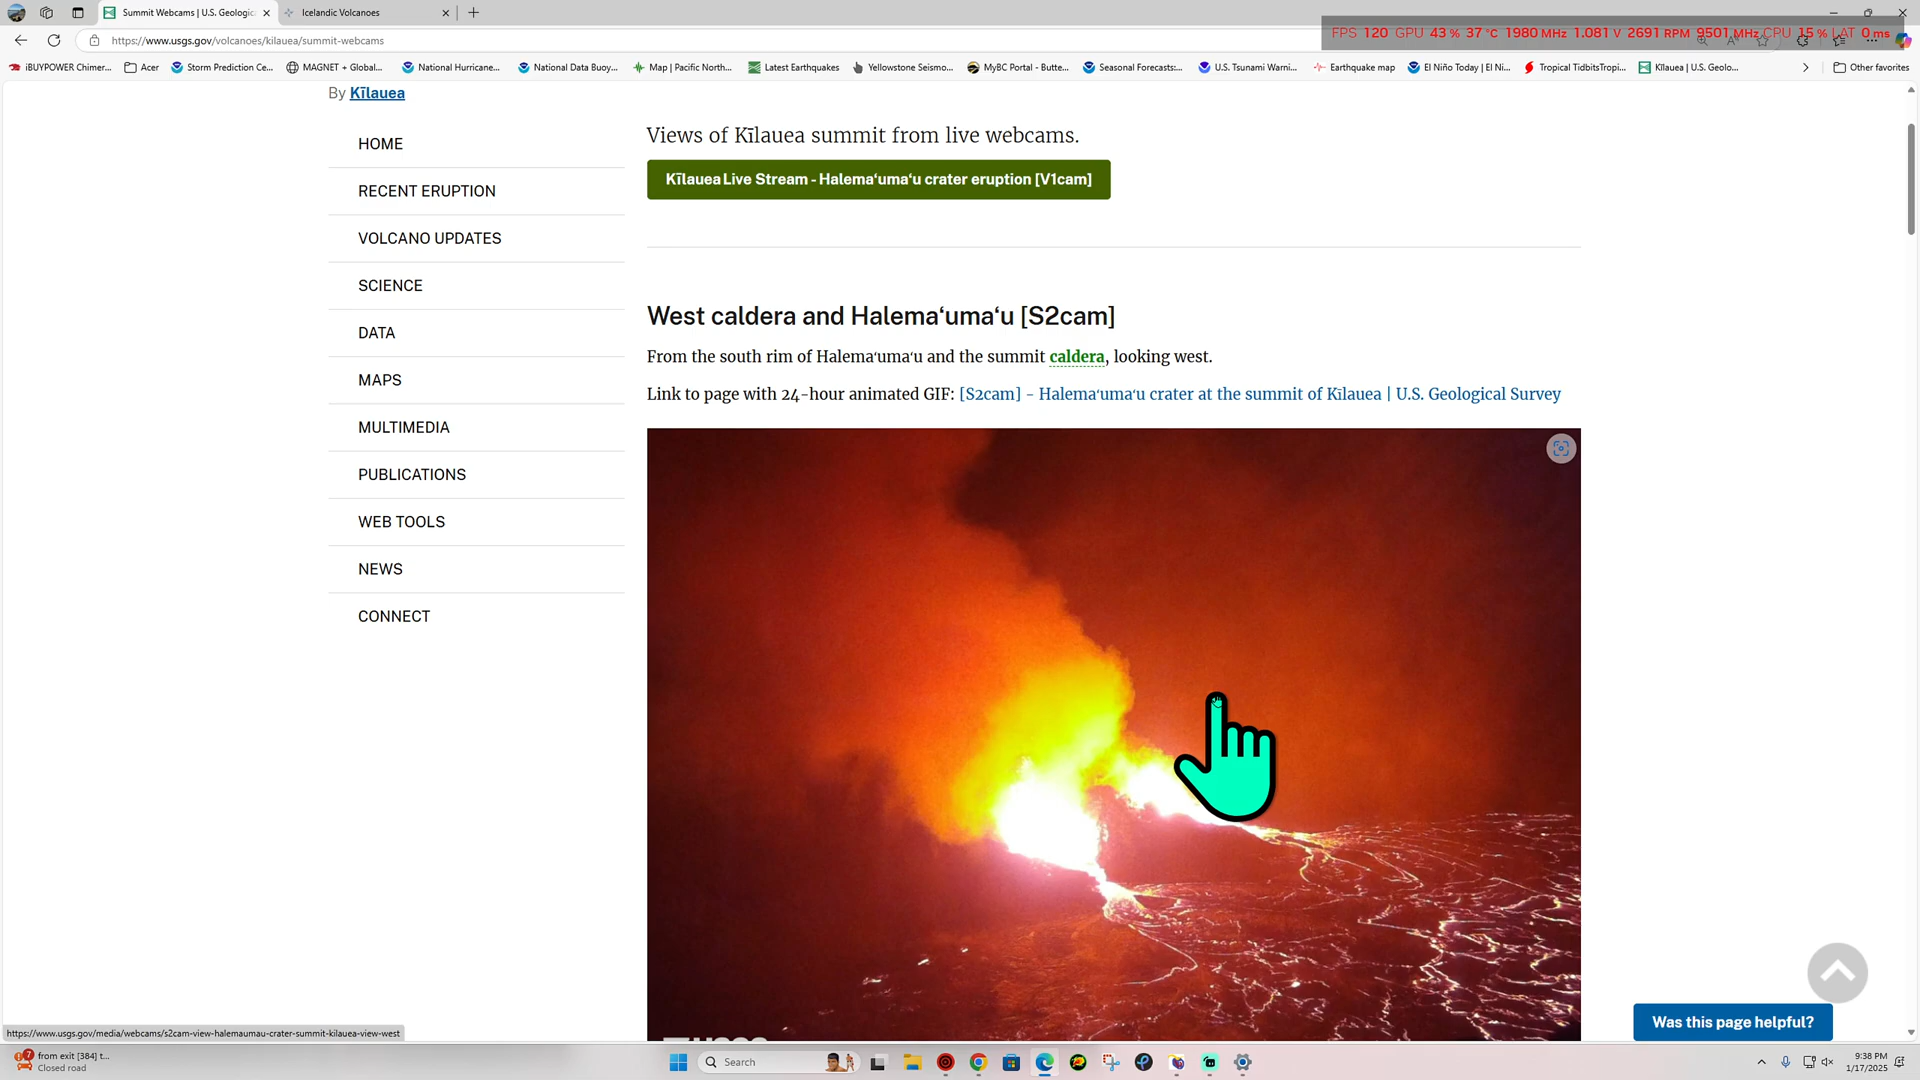 Summit Webcams | U.S. Geologic
Icelandic Volcanoes
FPS 120 GPU 43 % 37 °C 1980 MHz 1.081 V 2691 RPM 9501 MHz CPU 15 % LAT 0 ms
https://www.usgs.gov/volcanoes/kilauea/summit-webcams
iBUYPOWER Chimer...
Acer
Storm Prediction Ce...
MAGNET + Global...
National Hurricane...
National Data Buoy...
Map | Pacific North...
Latest Earthquakes
Yellowstone Seismo...
MyBC Portal - Butte...
Seasonal Forecasts:...
U.S. Tsunami Warni...
Earthquake map
El Niño Today | El Ni...
Tropical TidbitsTropi...
Kīlauea | U.S. Geolo...
Other favorites
By Kīlauea
HOME
RECENT ERUPTION
VOLCANO UPDATES
SCIENCE
DATA
MAPS
MULTIMEDIA
PUBLICATIONS
WEB TOOLS
NEWS
CONNECT
Views of Kīlauea summit from live webcams.
Kīlauea Live Stream - Halemaʻumaʻu crater eruption [V1cam]
West caldera and Halemaʻumaʻu [S2cam]
From the south rim of Halemaʻumaʻu and the summit caldera, looking west.
Link to page with 24-hour animated GIF: [S2cam] - Halemaʻumaʻu crater at the summit of Kīlauea | U.S. Geological Survey
Was this page helpful?
https://www.usgs.gov/media/webcams/s2cam-view-halemaumau-crater-summit-kilauea-view-west
7
from exit [384] t...
Closed road
Search
9:38 PM
1/17/2025